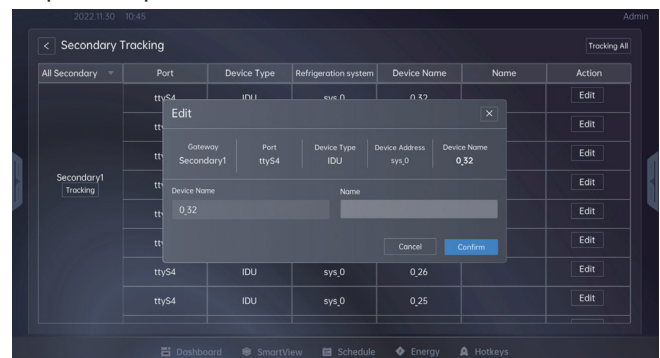 2022.11.30 10:45 Admin
< Secondary Tracking Tracking All
All Secondary Port Device Type Refrigeration system Device Name Name Action
ttyS4 IDU sys_0 0_32 Edit
Edit ×
Edit
Gateway Port Device Type Device Address Device Name
Secondary1 ttyS4 IDU sys_0 0_32
Edit
Secondary1
Tracking
Edit
Device Name Name
0_32
Edit
Edit
Cancel Confirm
ttyS4 IDU sys_0 0_26 Edit
ttyS4 IDU sys_0 0_25 Edit
Dashboard SmartView Schedule Energy Hotkeys